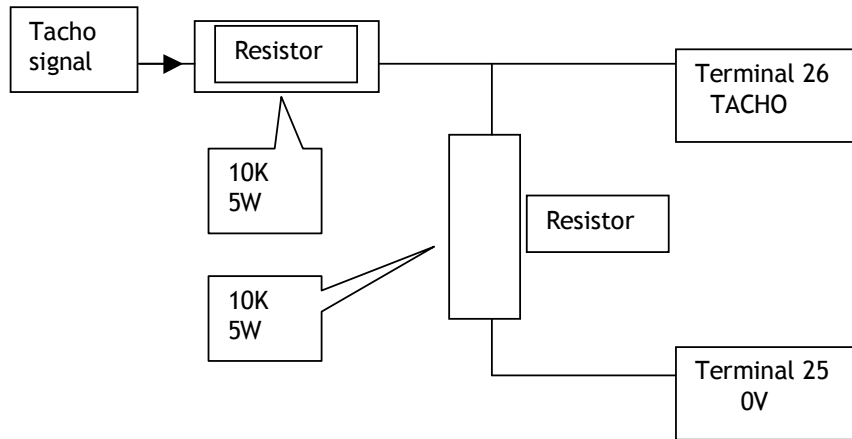 Tacho
signal
Resistor
Terminal 26
TACHO
10K
5W
Resistor
10K
5W
Terminal 25
0V